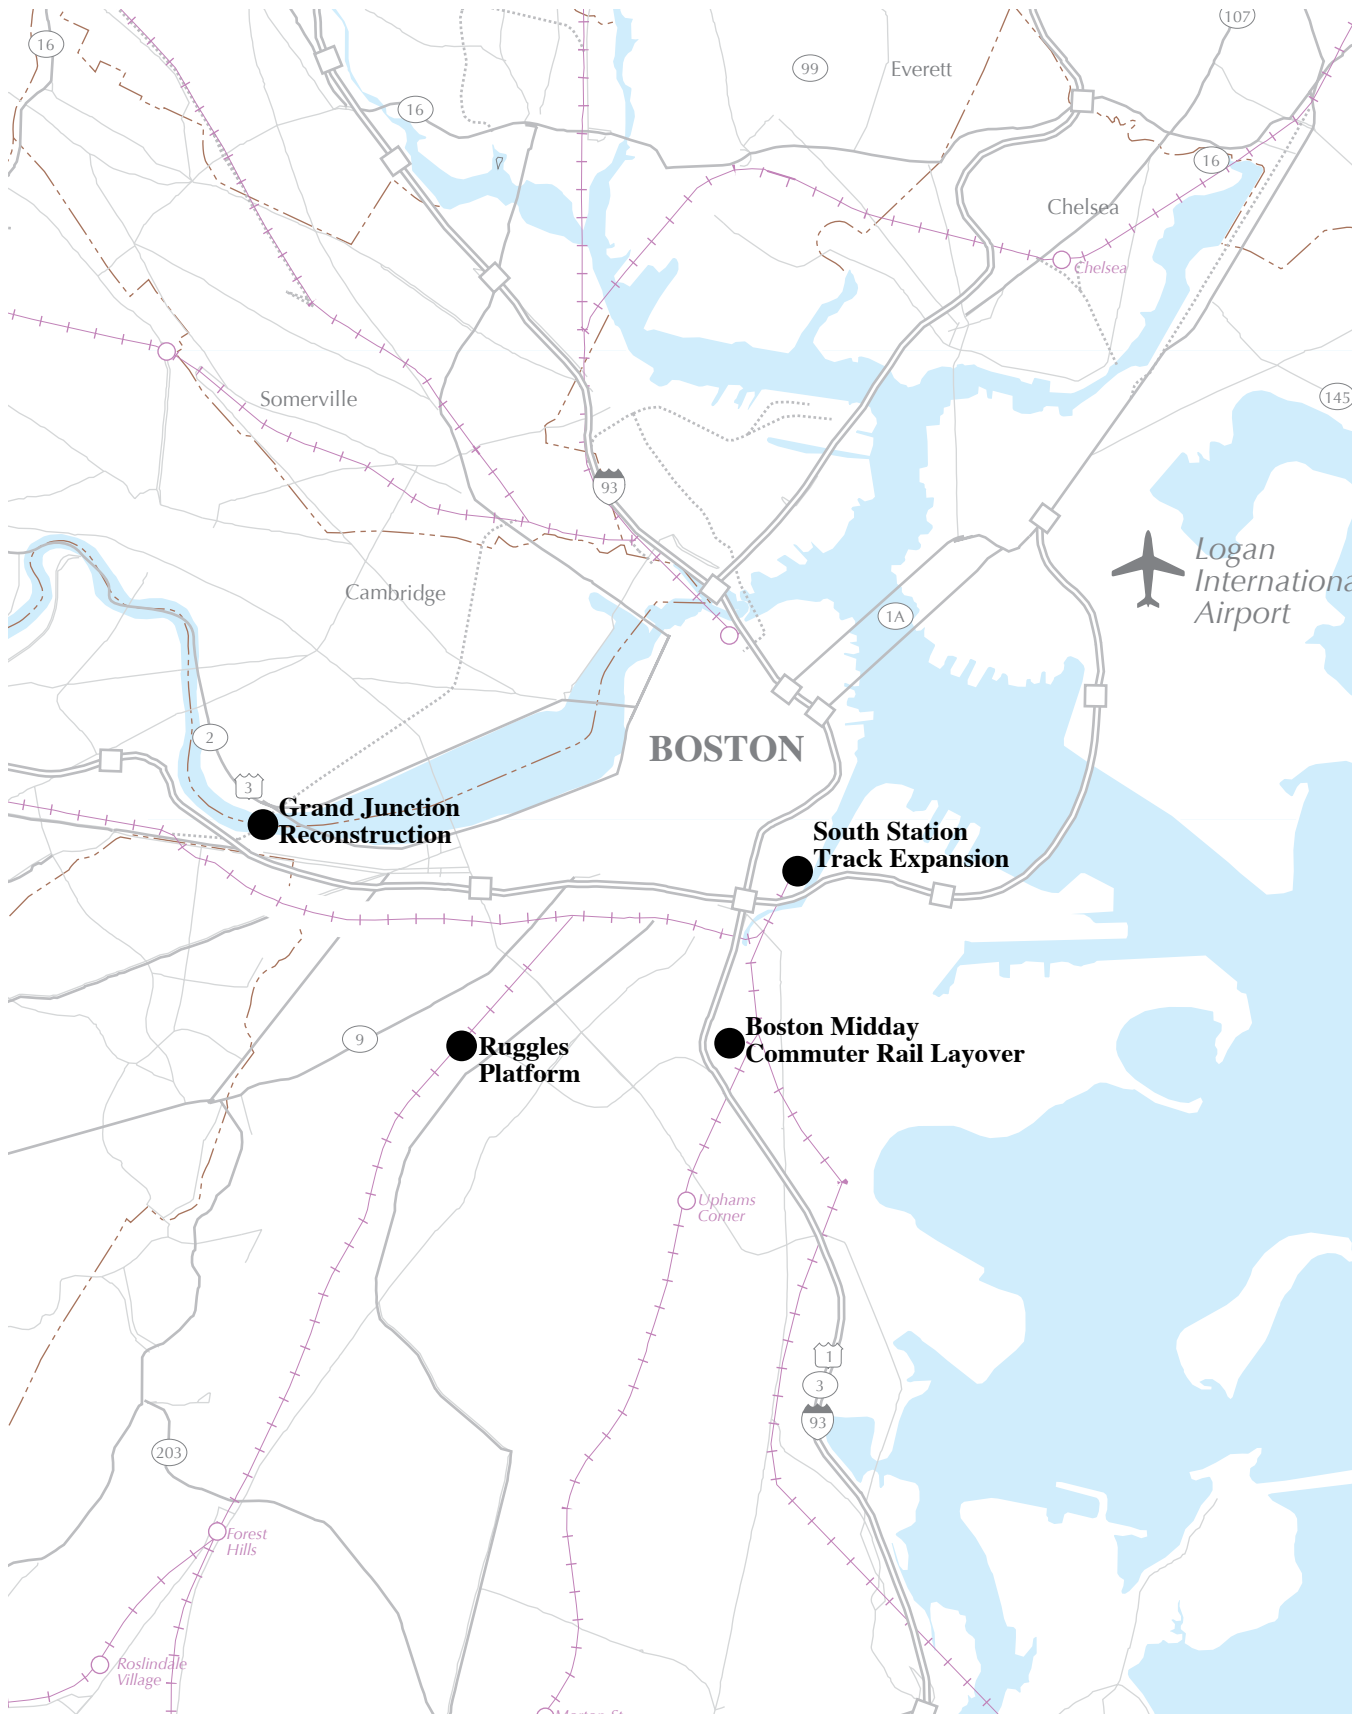 107
16
99
Everett
16
16
Chelsea
Chelsea
145
Somerville
93
Logan
Internationa
Airport
Cambridge
1A
2
BOSTON
3
Grand Junction
Reconstruction
South Station
Track Expansion
Boston Midday
Commuter Rail Layover
9
Ruggles
Platform
Uphams
Corner
1
3
93
203
Forest
Hills
Roslindale
Village